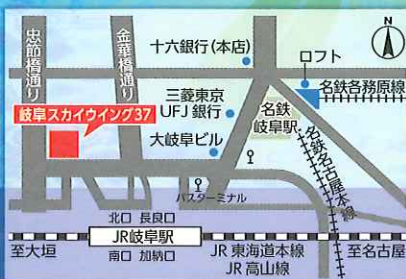 忠節橋通り
金華橋通り
十六銀行(本店)
N
ロフト
名鉄各務原線
三菱東京
UFJ銀行
名鉄
岐阜駅
岐阜スカイウイング37
大岐阜ビル
名鉄名古屋本線
バスターミナル
北口 長良口
JR岐阜駅
南口 加納口
至大垣
JR東海道本線
JR高山線
至名古屋